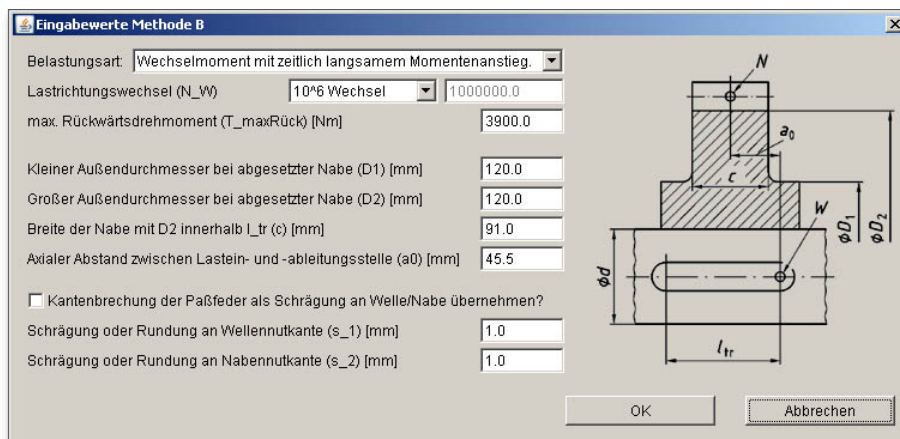 Eingabewerte Methode B
Belastungsart: Wechselmoment mit zeitlich langsamem Momentenanstieg.
Lastrichtungswechsel (N_W) 10^6 Wechsel 1000000.0
max. Rückwärtsdrehmoment (T_maxRück) [Nm] 3900.0
Kleiner Außendurchmesser bei abgesetzter Nabe (D1) [mm] 120.0
Großer Außendurchmesser bei abgesetzter Nabe (D2) [mm] 120.0
Breite der Nabe mit D2 innerhalb l_tr (c) [mm] 91.0
Axialer Abstand zwischen Lastein- und -ableitungsstelle (a0) [mm] 45.5
Kantenbrechung der Paßfeder als Schrägung an Welle/Nabe übernehmen?
Schrägung oder Rundung an Wellennutkante (s_1) [mm] 1.0
Schrägung oder Rundung an Nabennutkante (s_2) [mm] 1.0
N
a₀
c
W
ϕD₁
ϕD₂
ϕd
lₜᵣ
OK Abbrechen